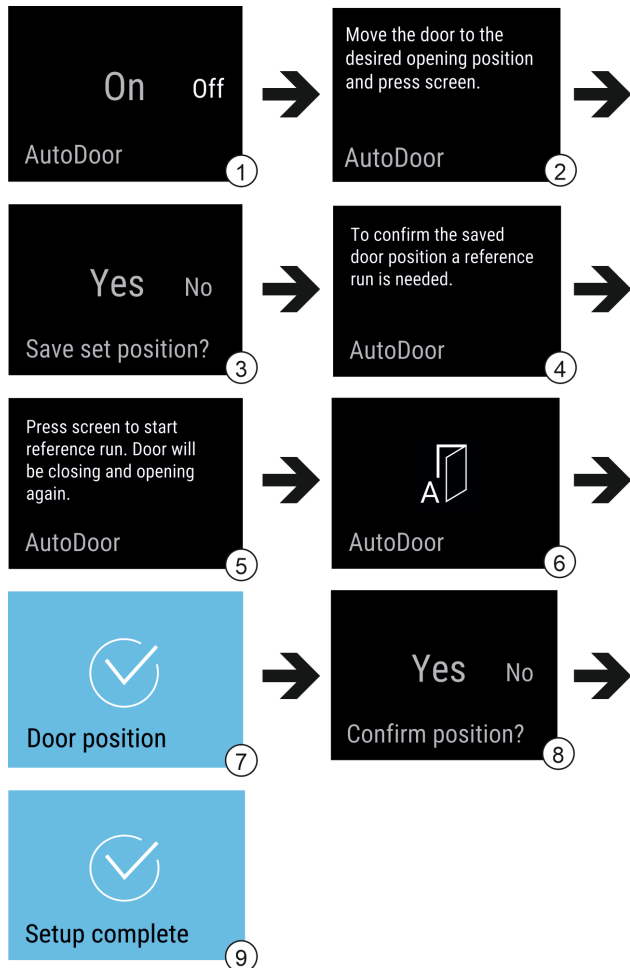 On Off
AutoDoor
1
Move the door to the
desired opening position
and press screen.
AutoDoor
2
Yes No
Save set position?
3
To confirm the saved
door position a reference
run is needed.
AutoDoor
4
Press screen to start
reference run. Door will
be closing and opening
again.
AutoDoor
5
A
AutoDoor
6
Door position
7
Yes No
Confirm position?
8
Setup complete
9